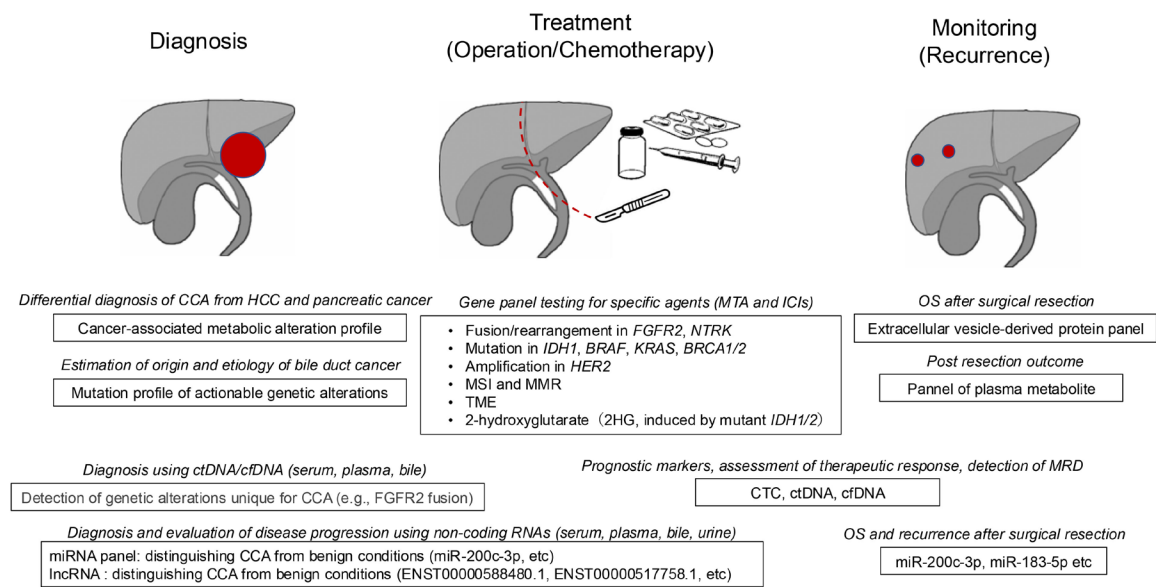 Diagnosis
Treatment
(Operation/Chemotherapy)
Monitoring
(Recurrence)
Differential diagnosis of CCA from HCC and pancreatic cancer
Cancer-associated metabolic alteration profile
Estimation of origin and etiology of bile duct cancer
Mutation profile of actionable genetic alterations
Gene panel testing for specific agents (MTA and ICIs)
• Fusion/rearrangement in FGFR2, NTRK
• Mutation in IDH1, BRAF, KRAS, BRCA1/2
• Amplification in HER2
• MSI and MMR
• TME
• 2-hydroxyglutarate（2HG, induced by mutant IDH1/2）
OS after surgical resection
Extracellular vesicle-derived protein panel
Post resection outcome
Pannel of plasma metabolite
Diagnosis using ctDNA/cfDNA (serum, plasma, bile)
Detection of genetic alterations unique for CCA (e.g., FGFR2 fusion)
Prognostic markers, assessment of therapeutic response, detection of MRD
CTC, ctDNA, cfDNA
Diagnosis and evaluation of disease progression using non-coding RNAs (serum, plasma, bile, urine)
miRNA panel: distinguishing CCA from benign conditions (miR-200c-3p, etc)
lncRNA : distinguishing CCA from benign conditions (ENST00000588480.1, ENST00000517758.1, etc)
OS and recurrence after surgical resection
miR-200c-3p, miR-183-5p etc